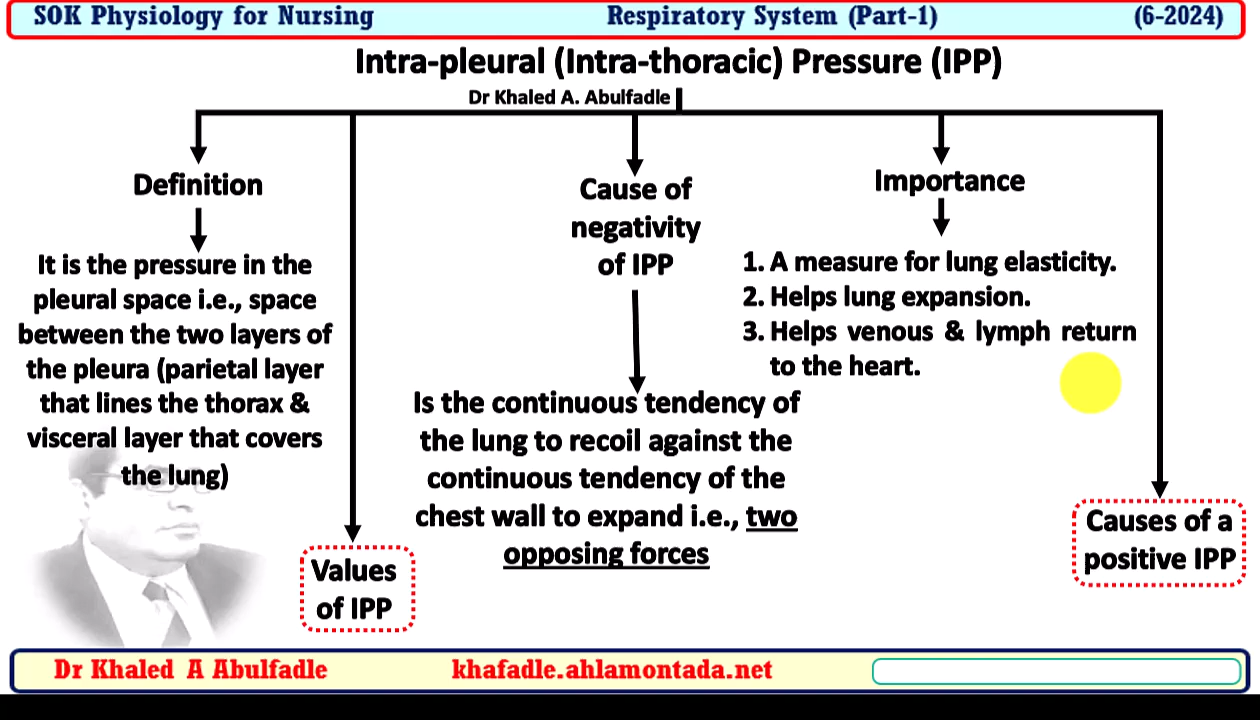 SOK Physiology for Nursing Respiratory System (Part-1) (6-2024)
Intra-pleural (Intra-thoracic) Pressure (IPP)
Dr Khaled A. Abulfadle
Definition
It is the pressure in the
pleural space i.e., space
between the two layers of
the pleura (parietal layer
that lines the thorax &
visceral layer that covers
the lung)
Values
of IPP
Cause of
negativity
of IPP
Is the continuous tendency of
the lung to recoil against the
continuous tendency of the
chest wall to expand i.e., two
opposing forces
Importance
1. A measure for lung elasticity.
2. Helps lung expansion.
3. Helps venous & lymph return
to the heart.
Causes of a
positive IPP
Dr Khaled A Abulfadle khafadle.ahlamontada.net